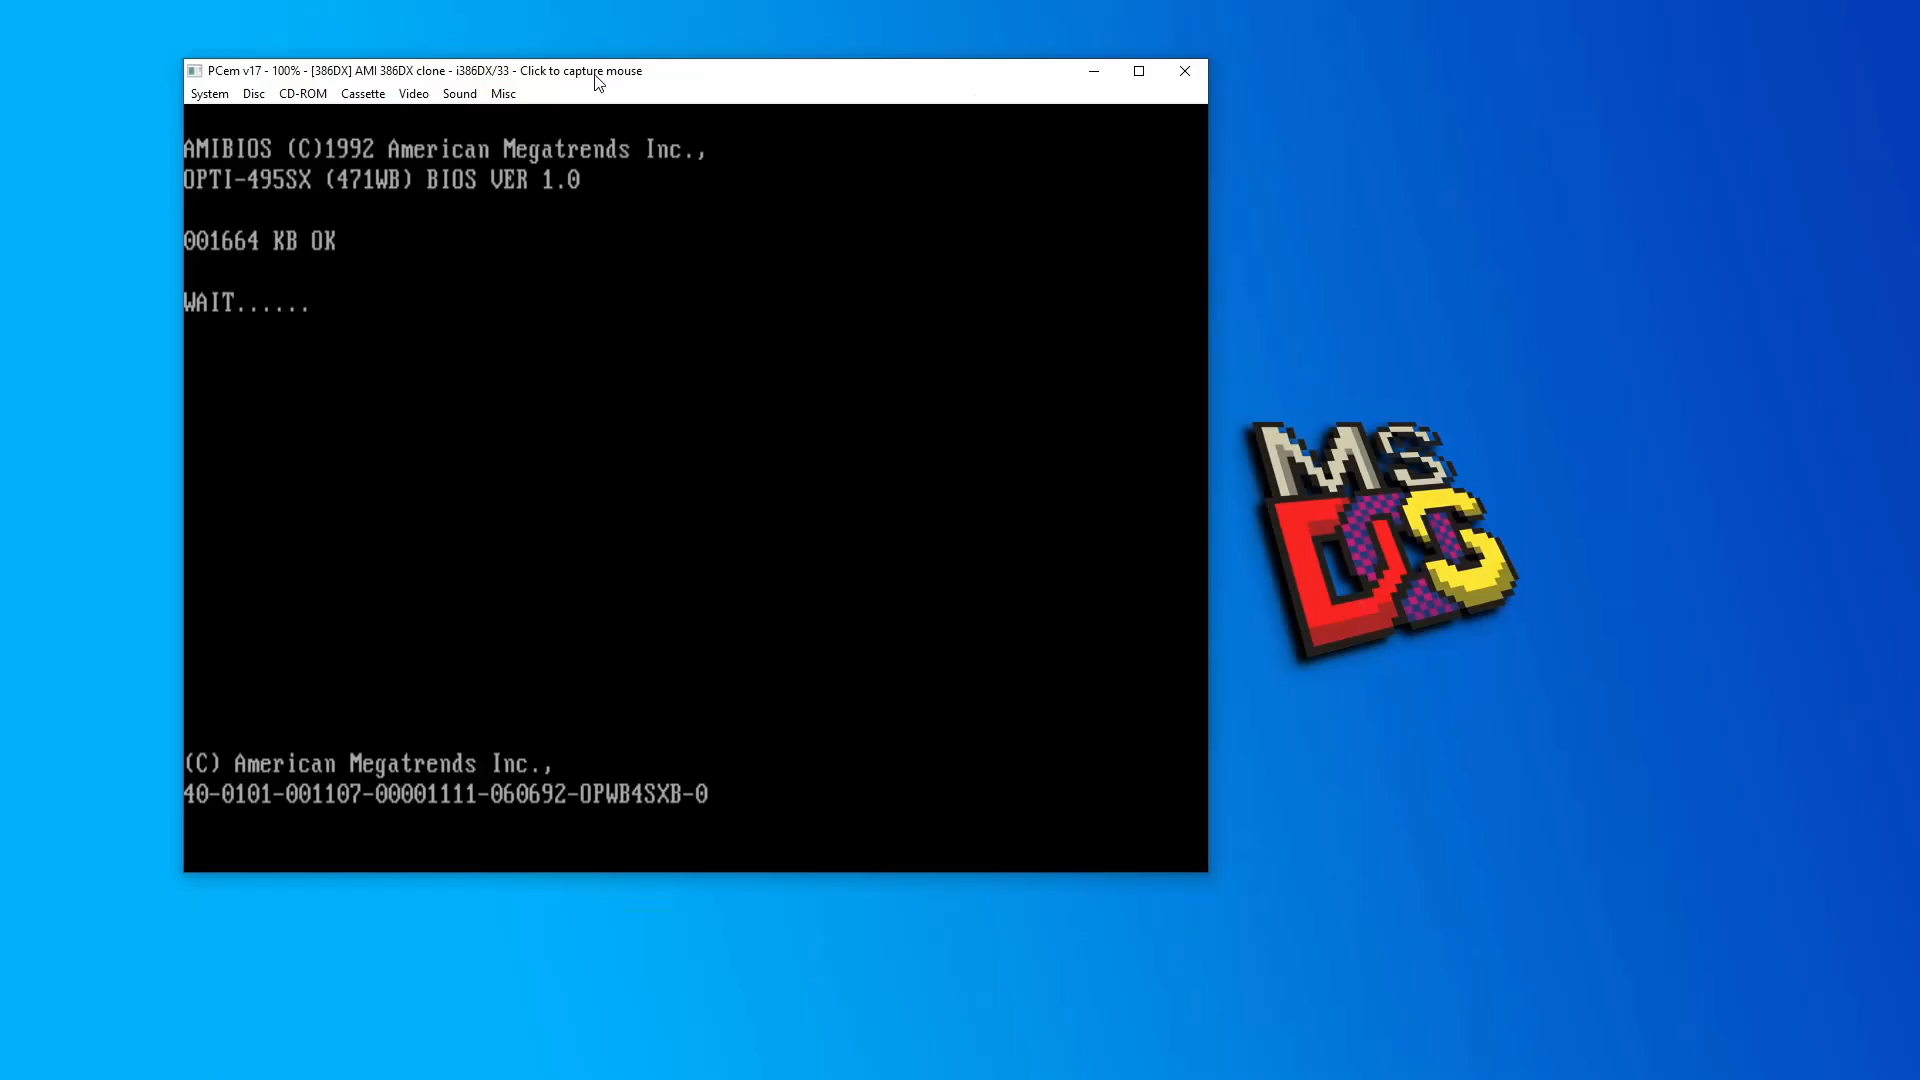 PCem v17 - 100% - [386DX] AMI 386DX clone - i386DX/33 - Click to capture mouse
System Disc CD-ROM Cassette Video Sound Misc
AMIBIOS (C)1992 American Megatrends Inc.,
OPTI-495SX (471WB) BIOS VER 1.0
001664 KB OK
WAIT......
(C) American Megatrends Inc.,
40-0101-001107-00001111-060692-OPWB4SXB-0
MS
DOS